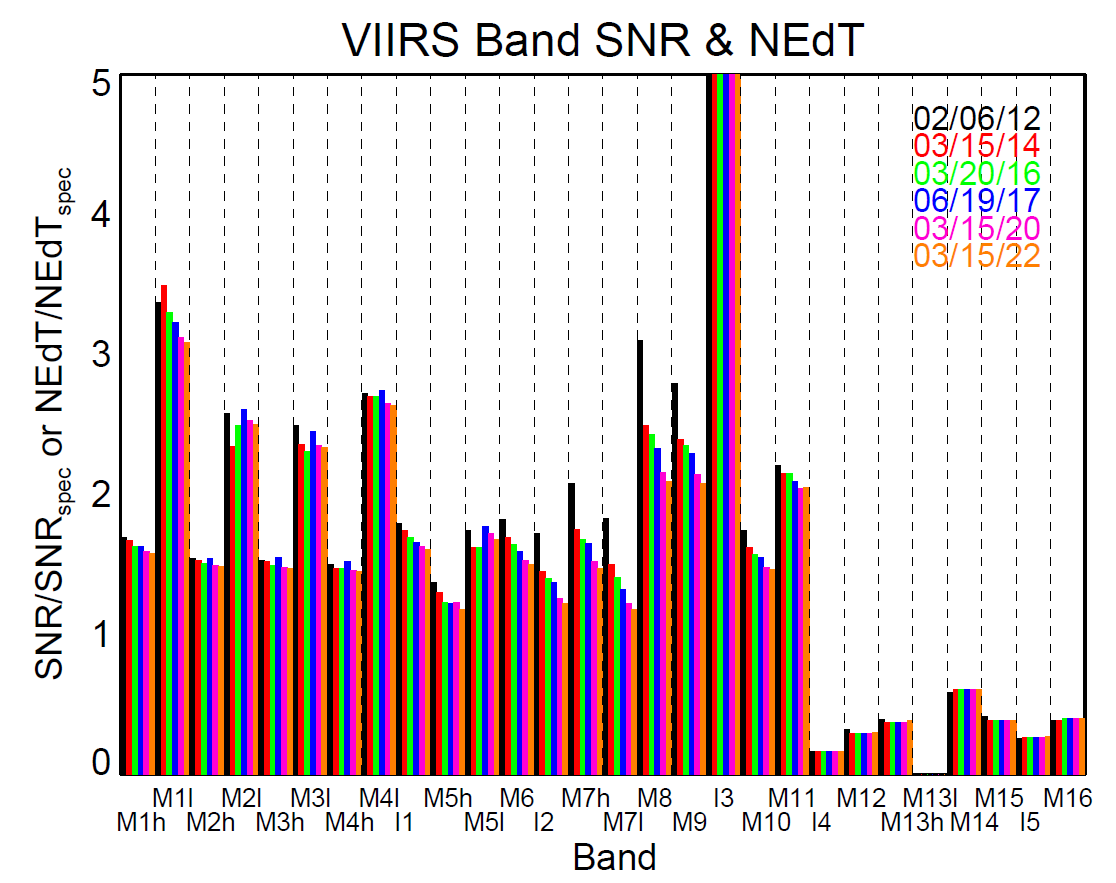 VIIRS Band SNR & NEdT
SNR/SNRspec or NEdT/NEdTspec
5
4
3
2
1
0
02/06/12
03/15/14
03/20/16
06/19/17
03/15/20
03/15/22
M1l M2l M3l M4l M5h M6 M7h M8 I3 M11 M12 M13l M15 M16
M1h M2h M3h M4h I1 M5l I2 M7l M9 M10 I4 M13h M14 I5
Band